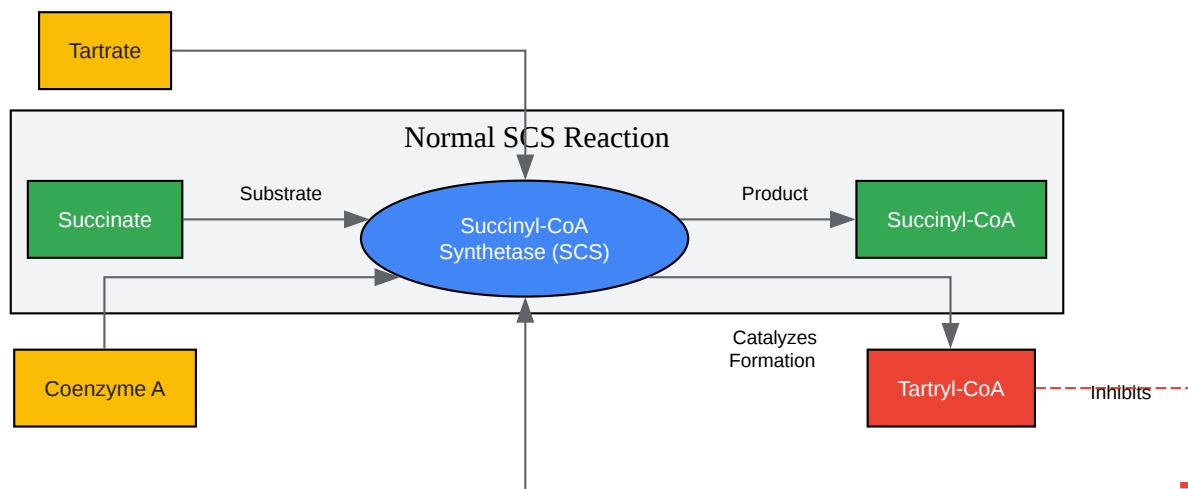 Tartrate
Normal SCS Reaction
Succinate
Substrate
Succinyl-CoA
Synthetase (SCS)
Product
Succinyl-CoA
Coenzyme A
Catalyzes
Formation
Tartryl-CoA
Inhibits